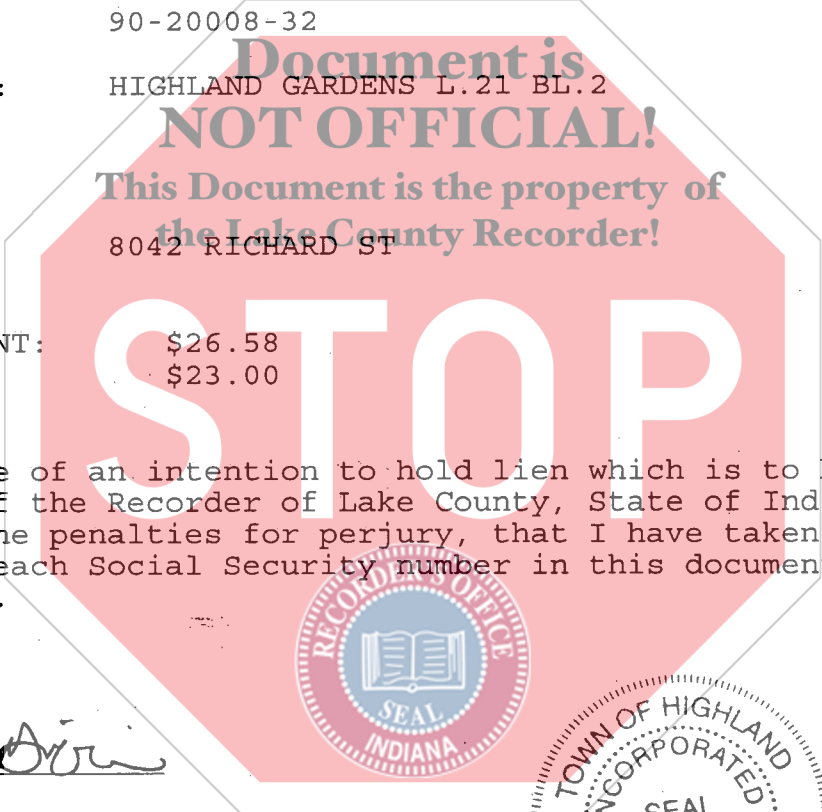 90-20008-32
Document is
: HIGHLAND GARDENS L.21 BL.2
NOT OFFICIAL!
This Document is the property of
the Lake County Recorder!
8042 RICHARD ST
STOP
NT: $26.58
$23.00
e of an intention to hold lien which is to
f the Recorder of Lake County, State of Ind
he penalties for perjury, that I have taken
each Social Security number in this documen
.
RECORDER'S OFFICE
SEAL
INDIANA
TOWN OF HIGHLAND
INCORPORATED
SEAL